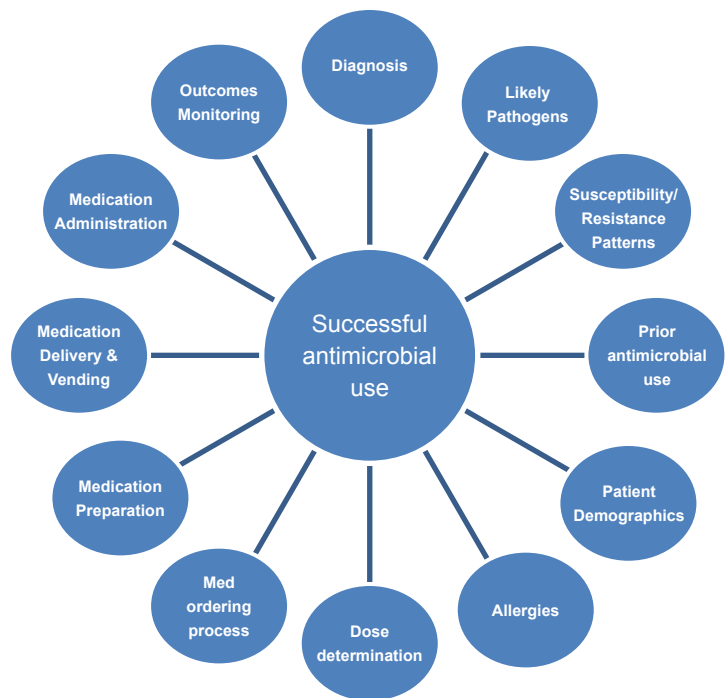 Diagnosis
Likely
Pathogens
Susceptibility/
Resistance
Patterns
Prior
antimicrobial
use
Patient
Demographics
Allergies
Dose
determination
Med
ordering
process
Medication
Preparation
Medication
Delivery &
Vending
Medication
Administration
Outcomes
Monitoring
Successful
antimicrobial
use